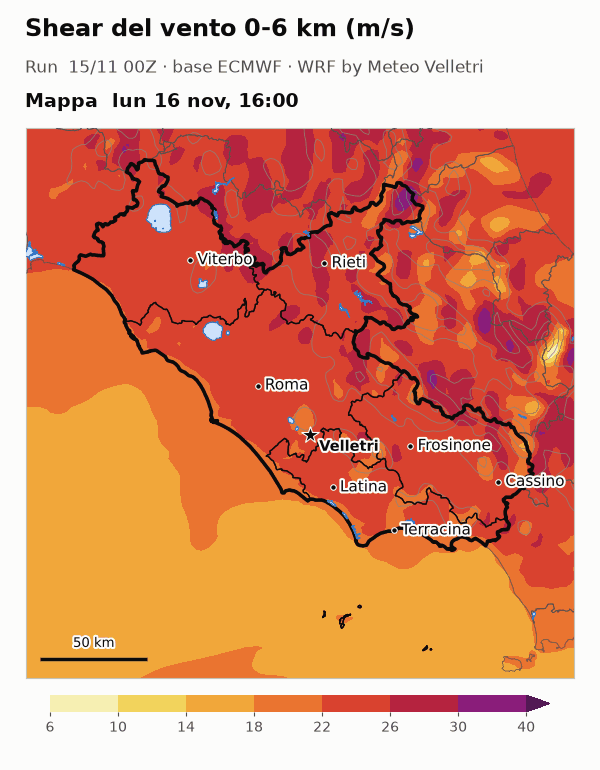 Shear del vento 0-6 km (m/s)
Run  15/11 00Z · base ECMWF · WRF by Meteo Velletri
Mappa  lun 16 nov, 16:00
Viterbo
Rieti
Roma
Velletri
Frosinone
Cassino
Latina
Terracina
50 km
6 10 14 18 22 26 30 40